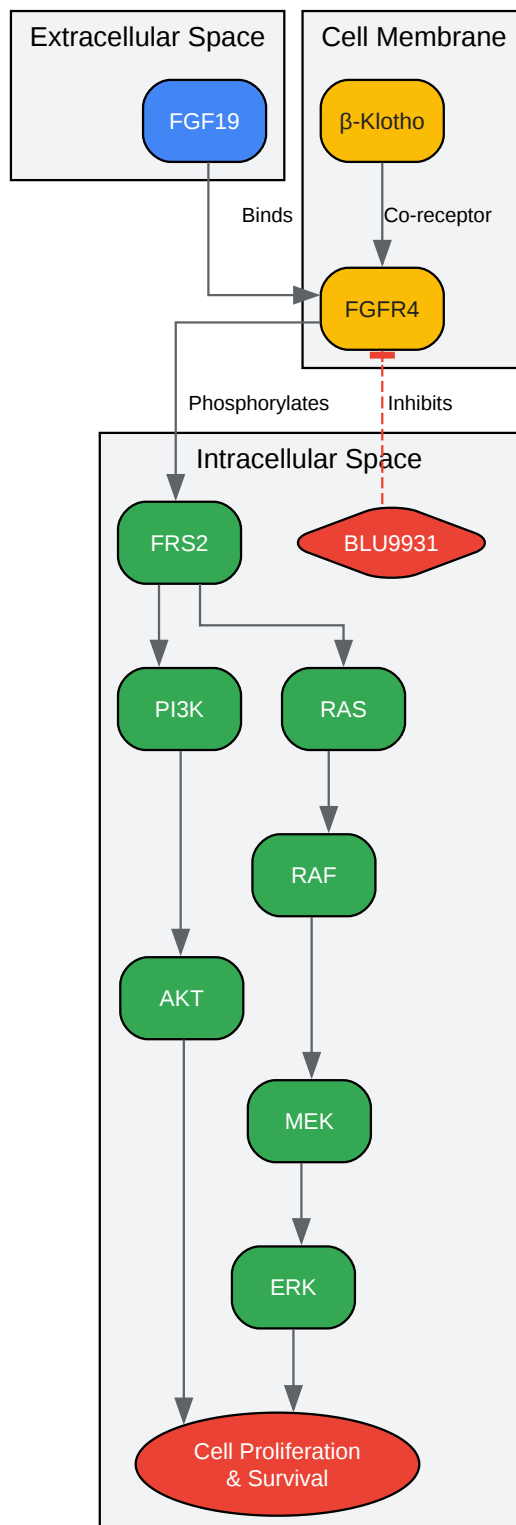 Extracellular Space
Cell Membrane
FGF19
β-Klotho
Binds
Co-receptor
FGFR4
Phosphorylates
Inhibits
Intracellular Space
FRS2
BLU9931
PI3K
RAS
RAF
AKT
MEK
ERK
Cell Proliferation
& Survival